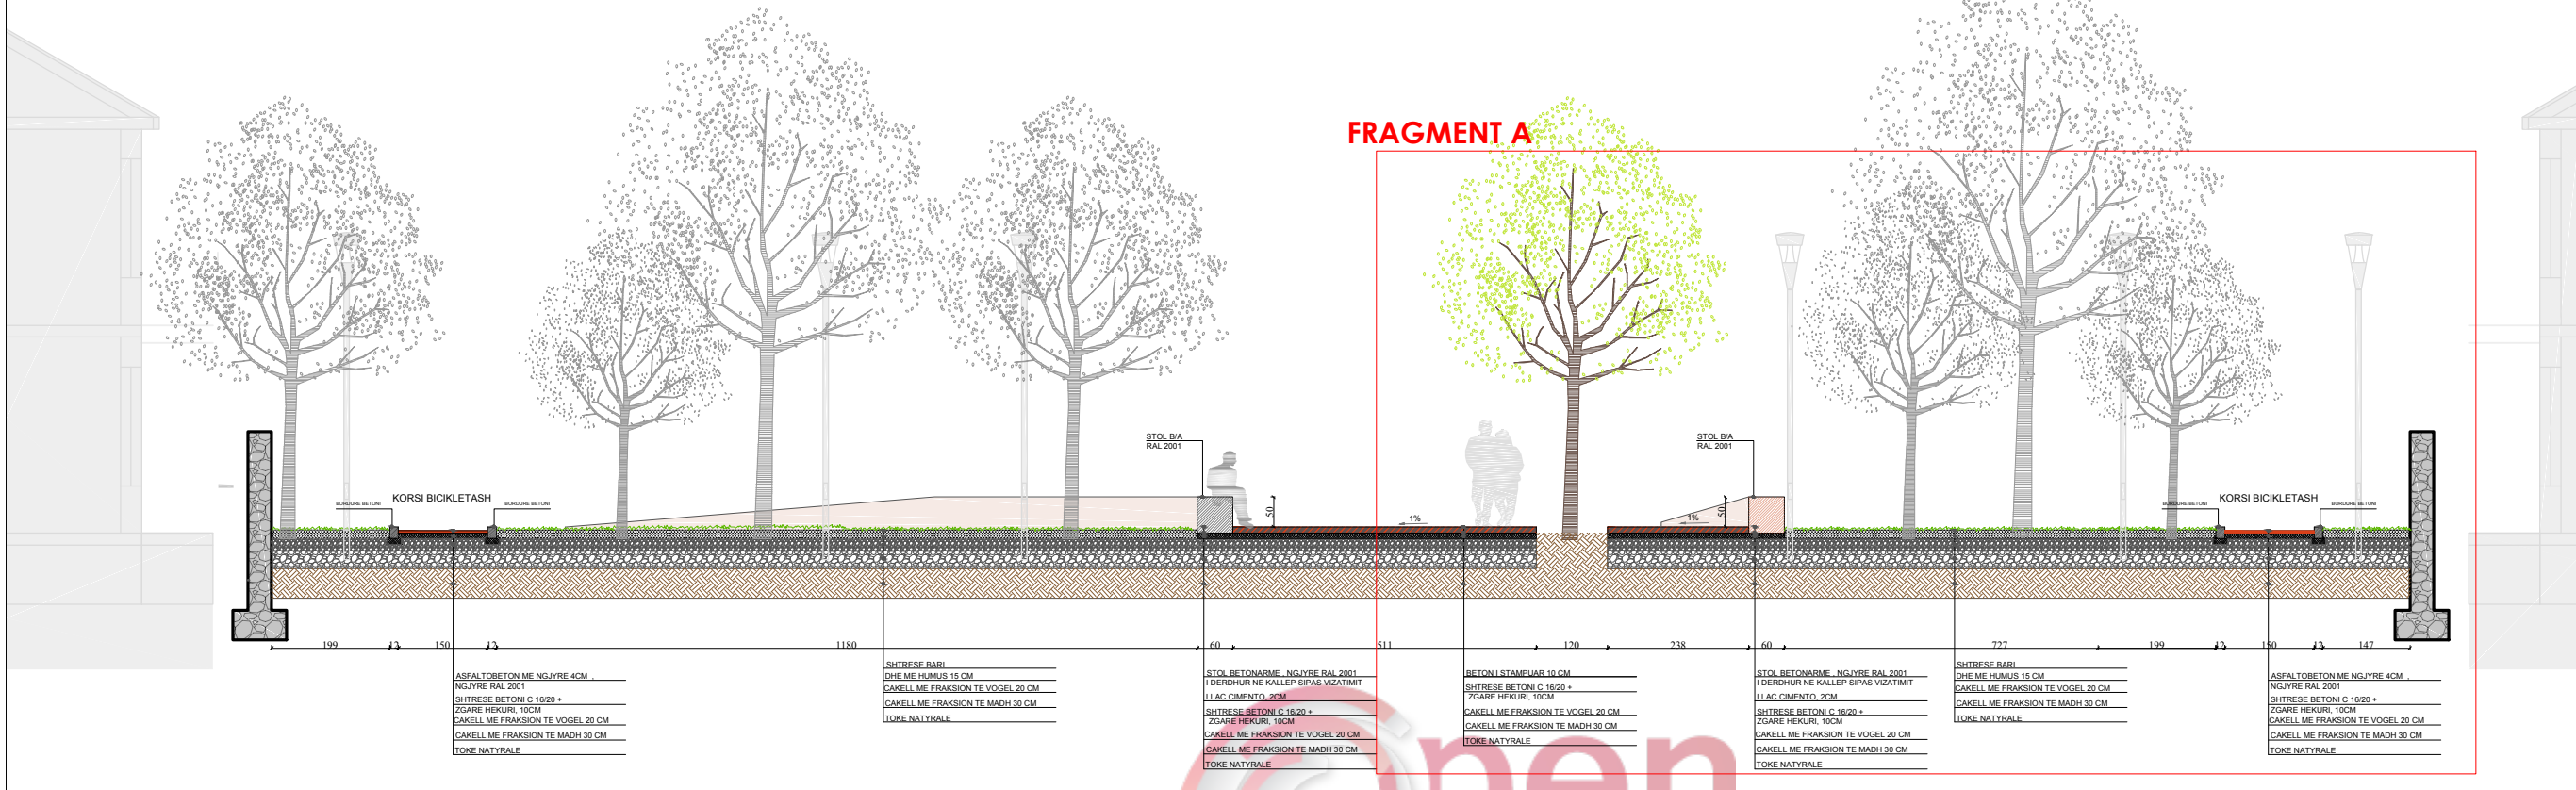 FRAGMENT A
STOL B/A
RAL 2001
STOL B/A
RAL 2001
BORDURE BETONI
KORSI BICIKLETASH
BORDURE BETONI
BORDURE BETONI
KORSI BICIKLETASH
BORDURE BETONI
50
1%
1%
50
199
12
150
12
1180
60
511
120
238
60
727
199
12
150
12
147
ASFALTOBETON ME NGJYRE 4CM ,
NGJYRE RAL 2001
SHTRESE BETONI C 16/20 +
ZGARE HEKURI, 10CM
CAKELL ME FRAKSION TE VOGEL 20 CM
CAKELL ME FRAKSION TE MADH 30 CM
TOKE NATYRALE
SHTRESE BARI
DHE ME HUMUS 15 CM
CAKELL ME FRAKSION TE VOGEL 20 CM
CAKELL ME FRAKSION TE MADH 30 CM
TOKE NATYRALE
STOL BETONARME , NGJYRE RAL 2001
I DERDHUR NE KALLEP SIPAS VIZATIMIT
LLAC CIMENTO, 2CM
SHTRESE BETONI C 16/20 +
ZGARE HEKURI, 10CM
CAKELL ME FRAKSION TE VOGEL 20 CM
CAKELL ME FRAKSION TE MADH 30 CM
TOKE NATYRALE
BETON I STAMPUAR 10 CM
SHTRESE BETONI C 16/20 +
ZGARE HEKURI, 10CM
CAKELL ME FRAKSION TE VOGEL 20 CM
CAKELL ME FRAKSION TE MADH 30 CM
TOKE NATYRALE
STOL BETONARME , NGJYRE RAL 2001
I DERDHUR NE KALLEP SIPAS VIZATIMIT
LLAC CIMENTO, 2CM
SHTRESE BETONI C 16/20 +
ZGARE HEKURI, 10CM
CAKELL ME FRAKSION TE VOGEL 20 CM
CAKELL ME FRAKSION TE MADH 30 CM
TOKE NATYRALE
SHTRESE BARI
DHE ME HUMUS 15 CM
CAKELL ME FRAKSION TE VOGEL 20 CM
CAKELL ME FRAKSION TE MADH 30 CM
TOKE NATYRALE
ASFALTOBETON ME NGJYRE 4CM ,
NGJYRE RAL 2001
SHTRESE BETONI C 16/20 +
ZGARE HEKURI, 10CM
CAKELL ME FRAKSION TE VOGEL 20 CM
CAKELL ME FRAKSION TE MADH 30 CM
TOKE NATYRALE
Open